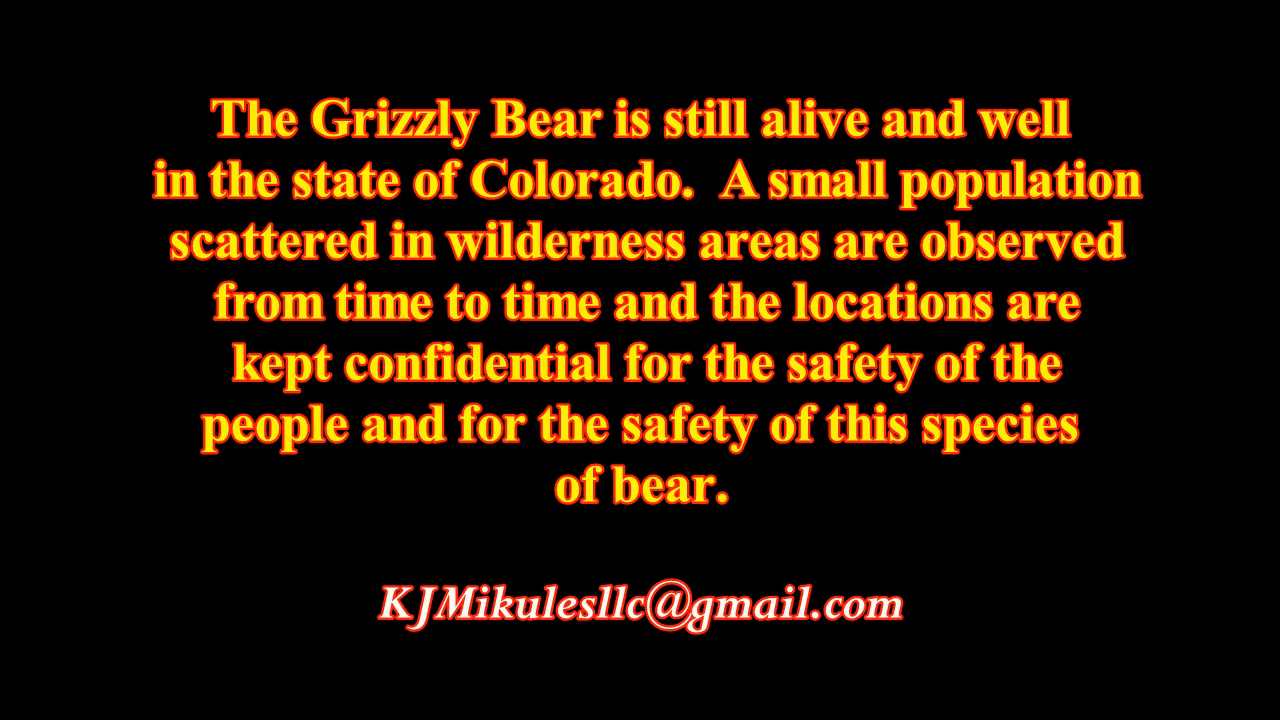 The Grizzly Bear is still alive and well
in the state of Colorado.  A small population
scattered in wilderness areas are observed
from time to time and the locations are
kept confidential for the safety of the
people and for the safety of this species
of bear.
KJMikulesllc@gmail.com